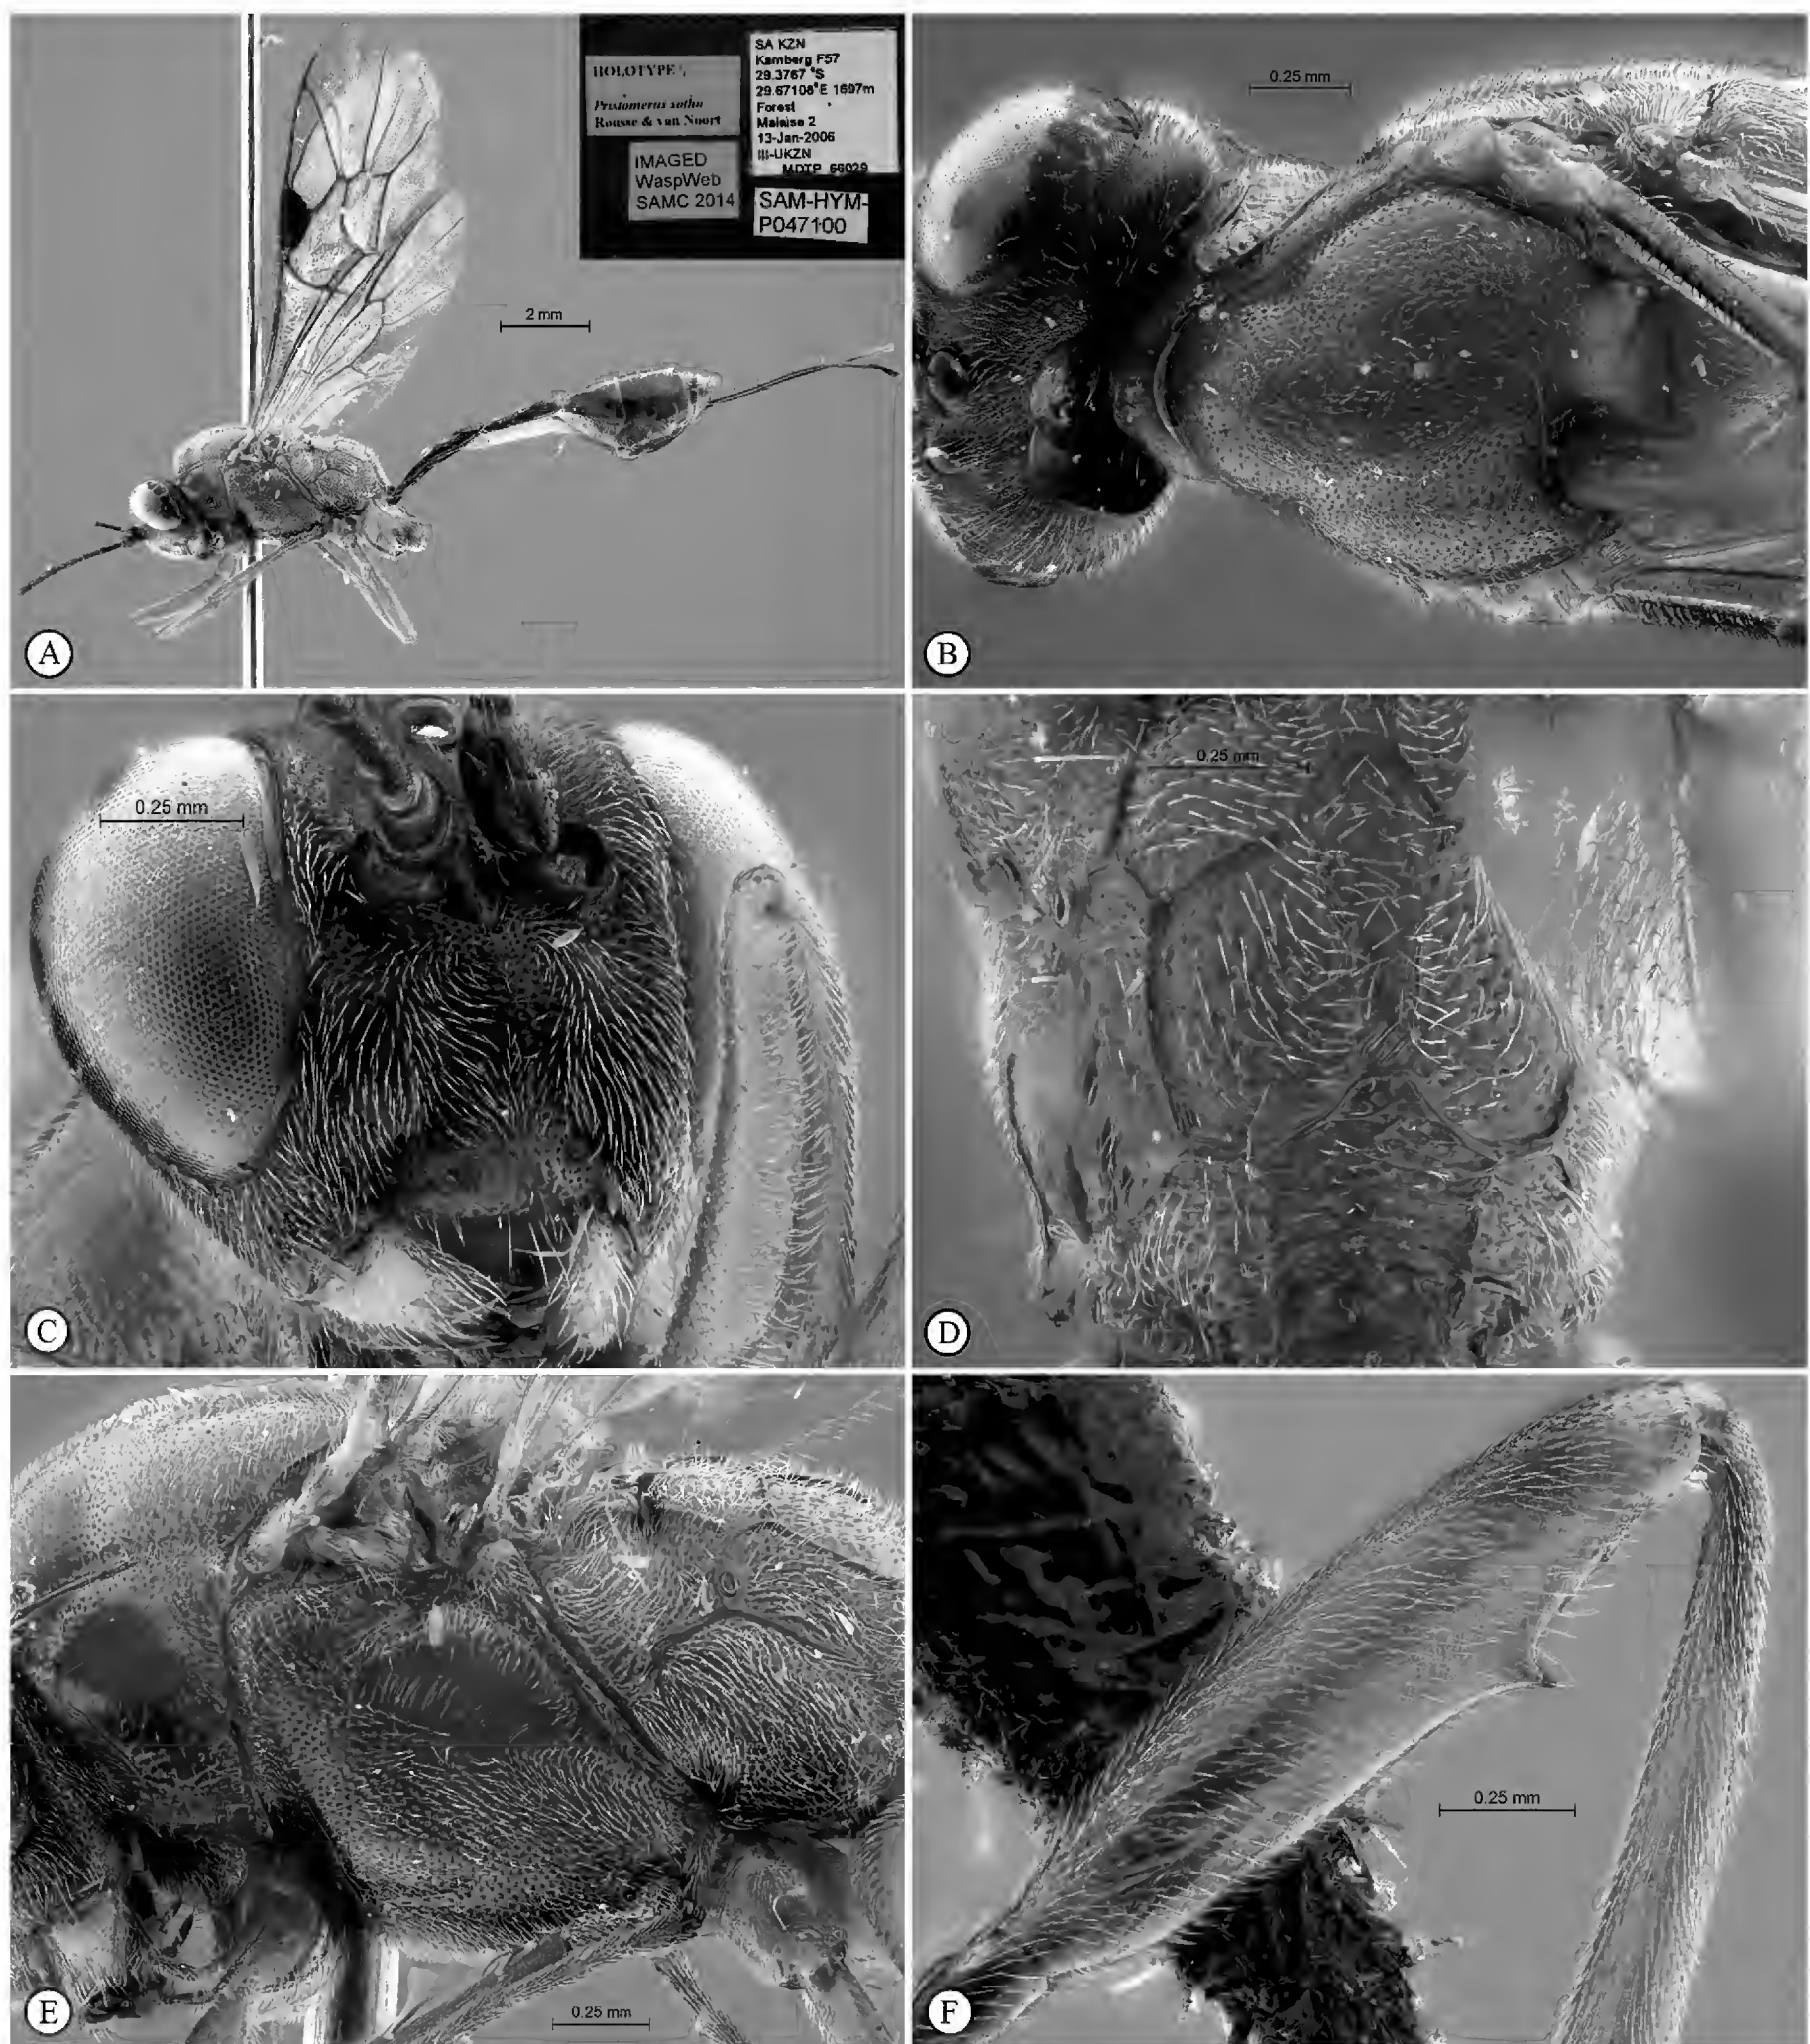 HOLOTYPE
Pristomerus sotho
Rousse & van Noort
IMAGED
WaspWeb
SAMC 2014
SA KZN
Kamberg F57
29.3767 °S
29.67108°E 1697m
Forest
Malaise 2
13-Jan-2006
III-UKZN
MDTP 66029
SAM-HYM-
P047100
2 mm
A
0.25 mm
B
0.25 mm
C
0.25 mm
D
0.25 mm
E
0.25 mm
F